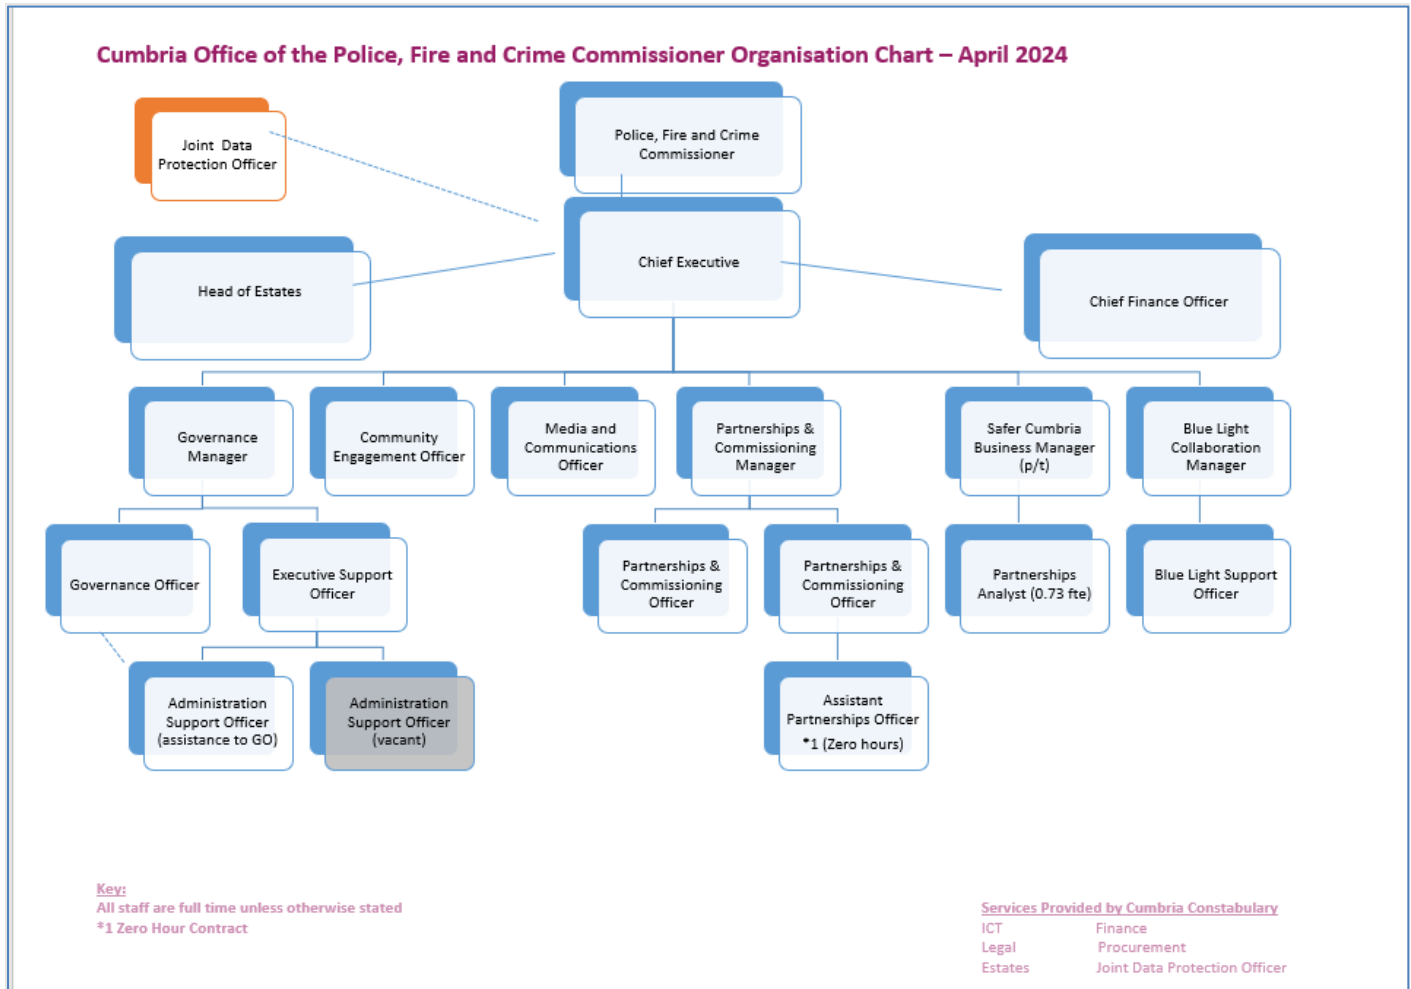 Cumbria Office of the Police, Fire and Crime Commissioner Organisation Chart – April 2024
Joint Data
Protection Officer
Police, Fire and Crime
Commissioner
Chief Executive
Head of Estates
Chief Finance Officer
Governance
Manager
Community
Engagement Officer
Media and
Communications
Officer
Partnerships &
Commissioning
Manager
Safer Cumbria
Business Manager
(p/t)
Blue Light
Collaboration
Manager
Governance Officer
Executive Support
Officer
Partnerships &
Commissioning
Officer
Partnerships &
Commissioning
Officer
Partnerships
Analyst (0.73 fte)
Blue Light Support
Officer
Administration
Support Officer
(assistance to GO)
Administration
Support Officer
(vacant)
Assistant
Partnerships Officer
*1 (Zero hours)
Key:
All staff are full time unless otherwise stated
*1 Zero Hour Contract
Services Provided by Cumbria Constabulary
ICT Finance
Legal Procurement
Estates Joint Data Protection Officer